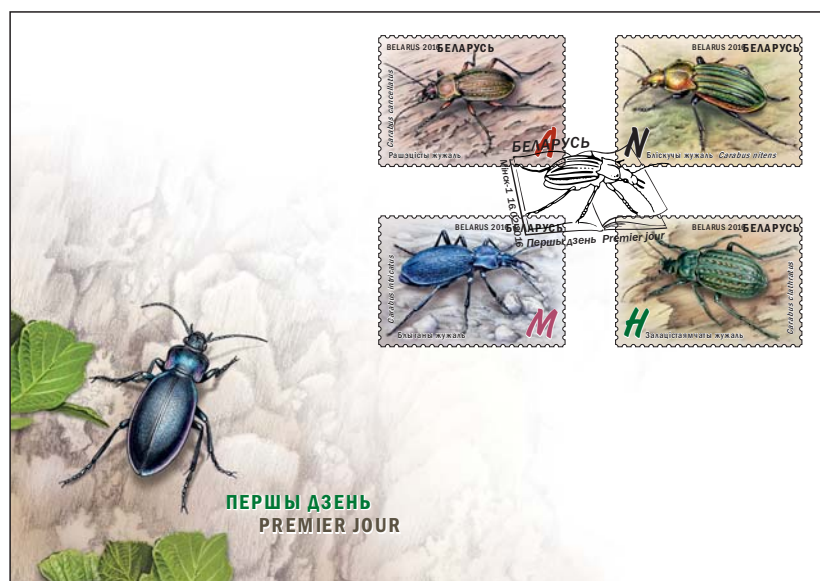 BELARUS 2016 БЕЛАРУСЬ
Carabus cancellatus
Рашэцісты жужаль
A
BELARUS 2016 БЕЛАРУСЬ
N
Бліскучы жужаль Carabus nitens
БЕЛАРУСЬ
Мінск-1 16.02.2016
Першы дзень Premier jour
BELARUS 2016 БЕЛАРУСЬ
Carabus intricatus
Блытаны жужаль
M
BELARUS 2016 БЕЛАРУСЬ
H
Залацістаямчаты жужаль
Carabus clathratus
ПЕРШЫ ДЗЕНЬ
PREMIER JOUR